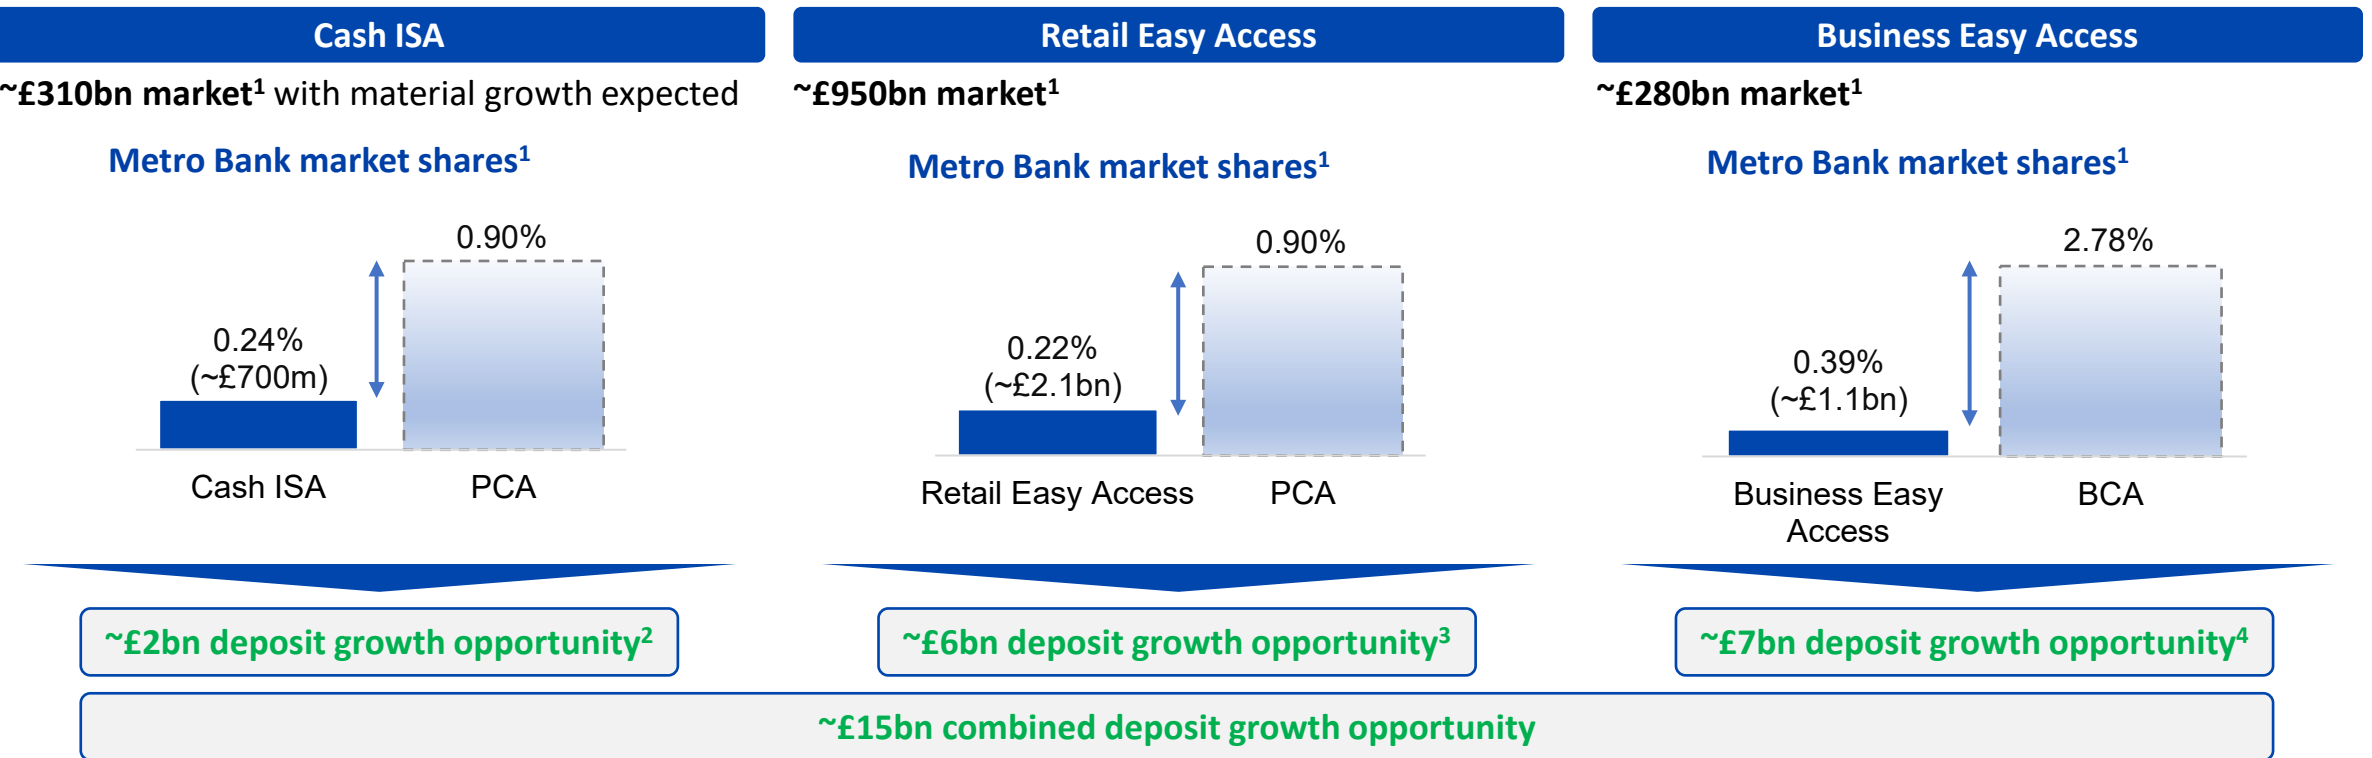 Cash ISA
~£310bn market¹ with material growth expected
Metro Bank market shares¹
0.90%
0.24%
(~£700m)
Cash ISA
PCA
~£2bn deposit growth opportunity²
Retail Easy Access
~£950bn market¹
Metro Bank market shares¹
0.90%
0.22%
(~£2.1bn)
Retail Easy Access
PCA
~£6bn deposit growth opportunity³
Business Easy Access
~£280bn market¹
Metro Bank market shares¹
2.78%
0.39%
(~£1.1bn)
Business Easy
Access
BCA
~£7bn deposit growth opportunity⁴
~£15bn combined deposit growth opportunity